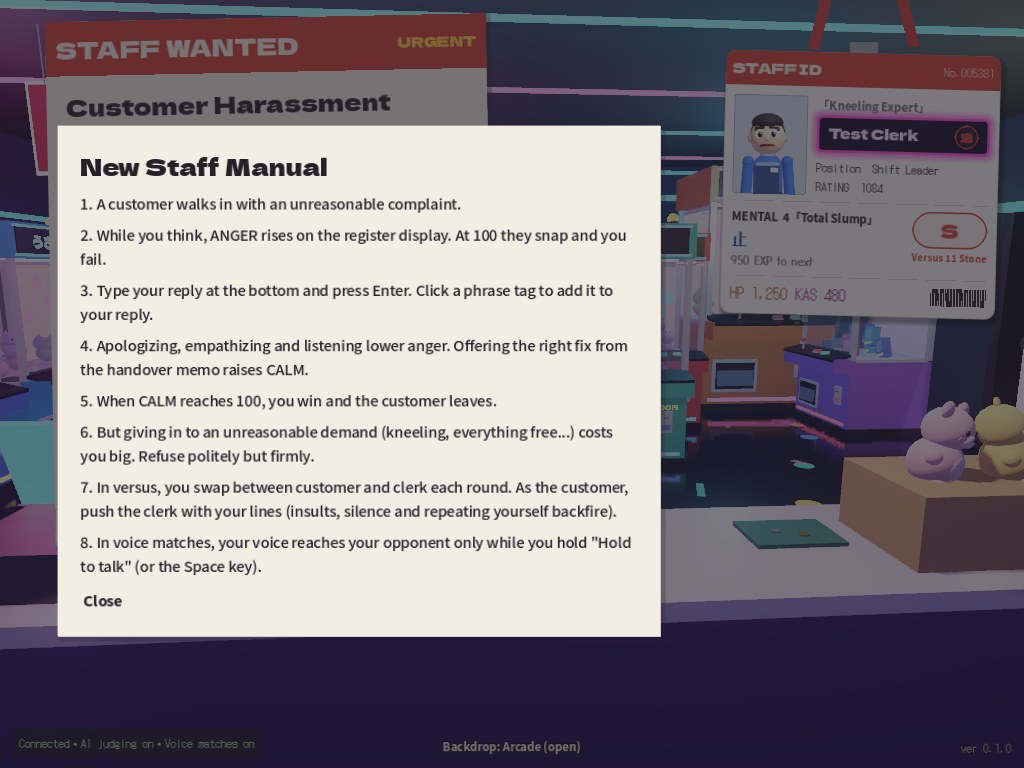 STAFF WANTED
URGENT
Customer Harassment
New Staff Manual
1. A customer walks in with an unreasonable complaint.
2. While you think, ANGER rises on the register display. At 100 they snap and you
fail.
3. Type your reply at the bottom and press Enter. Click a phrase tag to add it to
your reply.
4. Apologizing, empathizing and listening lower anger. Offering the right fix from
the handover memo raises CALM.
5. When CALM reaches 100, you win and the customer leaves.
6. But giving in to an unreasonable demand (kneeling, everything free...) costs
you big. Refuse politely but firmly.
7. In versus, you swap between customer and clerk each round. As the customer,
push the clerk with your lines (insults, silence and repeating yourself backfire).
8. In voice matches, your voice reaches your opponent only while you hold "Hold
to talk" (or the Space key).
Close
STAFF ID
No.005381
「Kneeling Expert」
Test Clerk
Position Shift Leader
RATING 1084
MENTAL 4「Total Slump」
止
950 EXP to next
S
Versus 11 Stone
HP 1,250 KAS 480
Connected • AI judging on • Voice matches on
Backdrop: Arcade (open)
ver 0.1.0